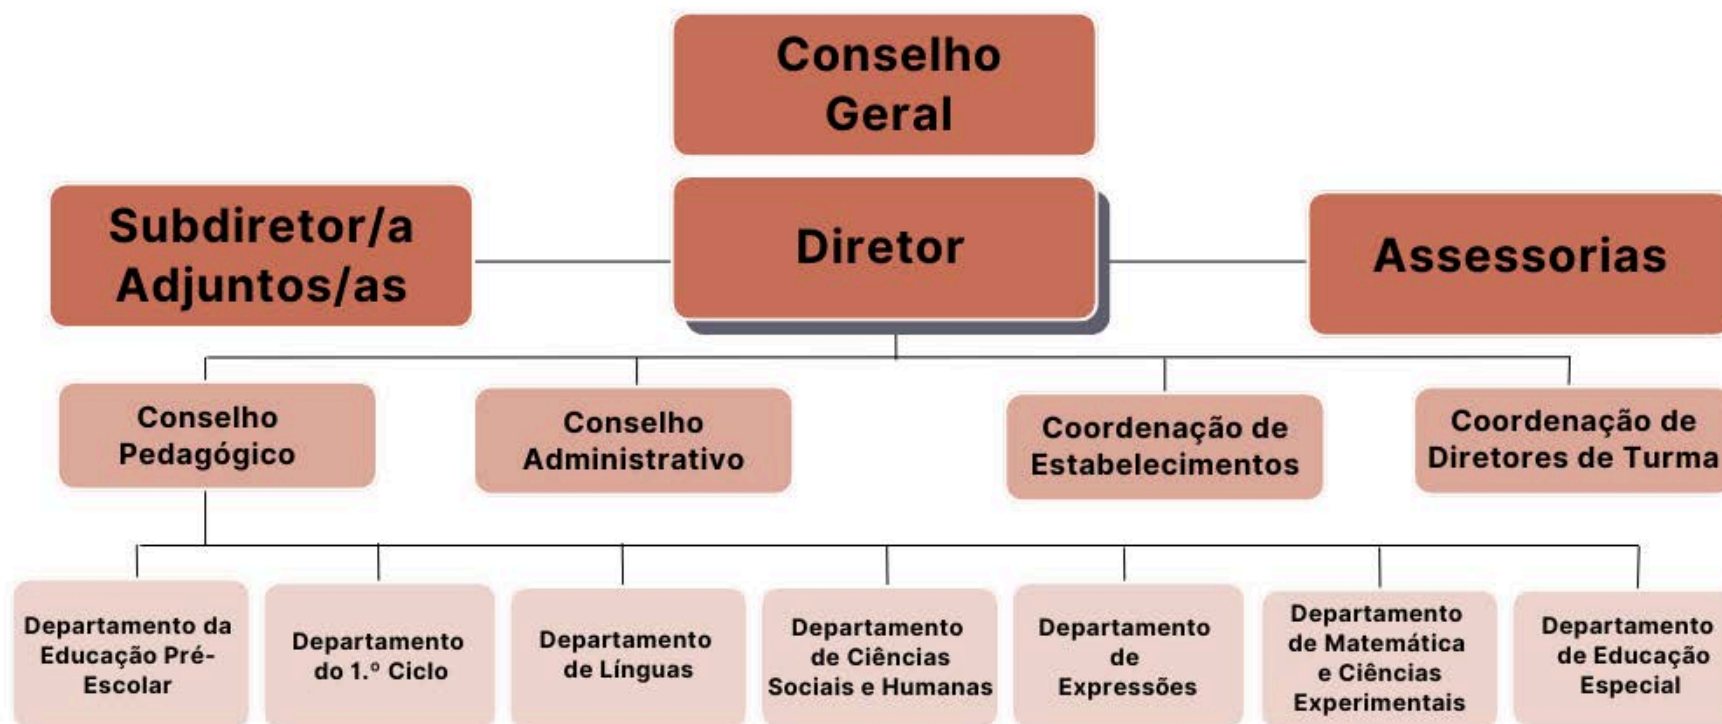 Conselho
Geral
Subdiretor/a
Adjuntos/as
Diretor
Assessorias
Conselho
Pedagógico
Conselho
Administrativo
Coordenação de
Estabelecimentos
Coordenação de
Diretores de Turma
Departamento da
Educação Pré-
Escolar
Departamento
do 1.º Ciclo
Departamento
de Línguas
Departamento
de Ciências
Sociais e Humanas
Departamento
de
Expressões
Departamento
de Matemática
e Ciências
Experimentais
Departamento
de Educação
Especial